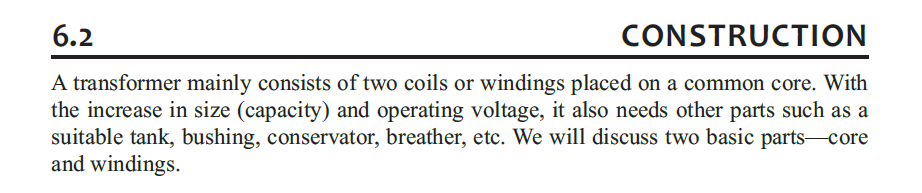 6.2 CONSTRUCTION
A transformer mainly consists of two coils or windings placed on a common core. With
the increase in size (capacity) and operating voltage, it also needs other parts such as a
suitable tank, bushing, conservator, breather, etc. We will discuss two basic parts—core
and windings.